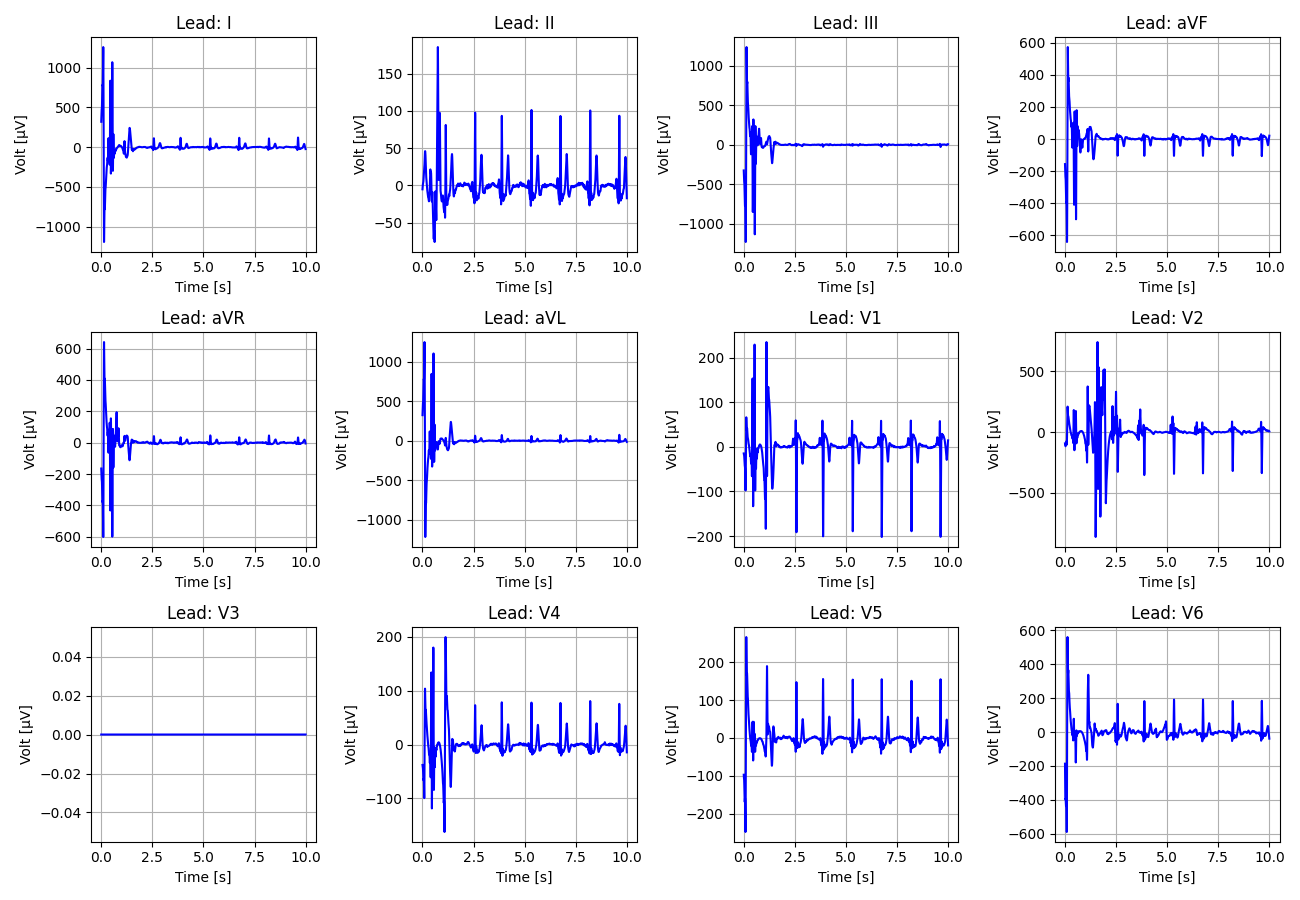 Lead: I
Lead: II
Lead: III
Lead: aVF
Volt [µV]
1000
500
0
−500
−1000
0.0 2.5 5.0 7.5 10.0
Time [s]
Volt [µV]
150
100
50
0
−50
0.0 2.5 5.0 7.5 10.0
Time [s]
Volt [µV]
1000
500
0
−500
−1000
0.0 2.5 5.0 7.5 10.0
Time [s]
Volt [µV]
600
400
200
0
−200
−400
−600
0.0 2.5 5.0 7.5 10.0
Time [s]
Lead: aVR
Lead: aVL
Lead: V1
Lead: V2
Volt [µV]
600
400
200
0
−200
−400
−600
0.0 2.5 5.0 7.5 10.0
Time [s]
Volt [µV]
1000
500
0
−500
−1000
0.0 2.5 5.0 7.5 10.0
Time [s]
Volt [µV]
200
100
0
−100
−200
0.0 2.5 5.0 7.5 10.0
Time [s]
Volt [µV]
500
0
−500
0.0 2.5 5.0 7.5 10.0
Time [s]
Lead: V3
Lead: V4
Lead: V5
Lead: V6
Volt [µV]
0.04
0.02
0.00
−0.02
−0.04
0.0 2.5 5.0 7.5 10.0
Time [s]
Volt [µV]
200
100
0
−100
0.0 2.5 5.0 7.5 10.0
Time [s]
Volt [µV]
200
100
0
−100
−200
0.0 2.5 5.0 7.5 10.0
Time [s]
Volt [µV]
600
400
200
0
−200
−400
−600
0.0 2.5 5.0 7.5 10.0
Time [s]